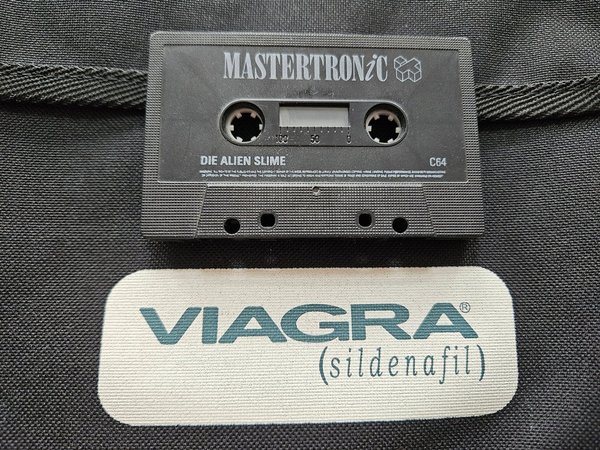 MASTERTRONiC
100 50 0
DIE ALIEN SLIME C64
VIAGRA®
(sildenafil)